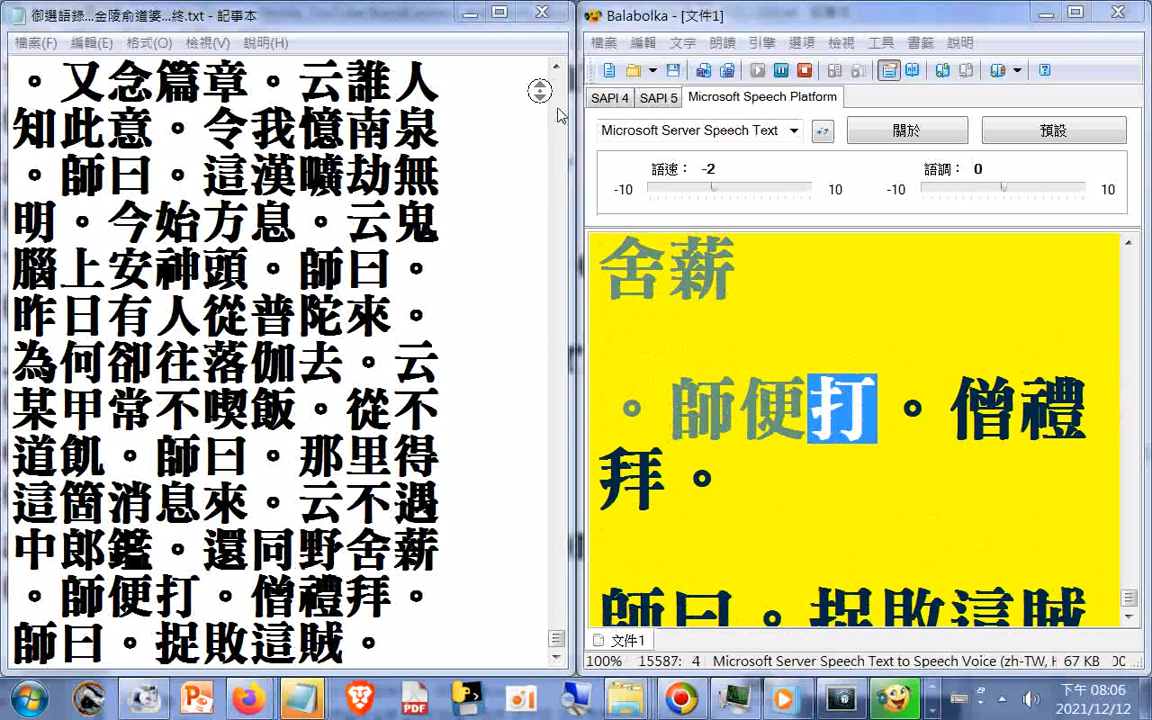 御選語錄...金陵俞道婆...終.txt - 記事本
檔案(F) 編輯(E) 格式(O) 檢視(V) 說明(H)
。又念篇章。云誰人
知此意。令我憶南泉
。師曰。這漢曠劫無
明。今始方息。云鬼
腦上安神頭。師曰。
昨日有人從普陀來。
為何卻往落伽去。云
某甲常不喫飯。從不
道飢。師曰。那里得
這箇消息來。云不遇
中郎鑑。還同野舍薪
。師便打。僧禮拜。
師曰。捉敗這賊。
Balabolka - [文件1]
檔案 編輯 文字 朗讀 引擎 選項 檢視 工具 書籤 說明
SAPI 4 SAPI 5 Microsoft Speech Platform
Microsoft Server Speech Text 關於 預設
語速: -2 語調: 0
-10 10 -10 10
舍薪
。師便打。僧禮
拜。
師曰。捉敗這賊
文件1
100% 15587: 4 Microsoft Server Speech Text to Speech Voice (zh-TW, H 67 KB
下午 08:06
2021/12/12